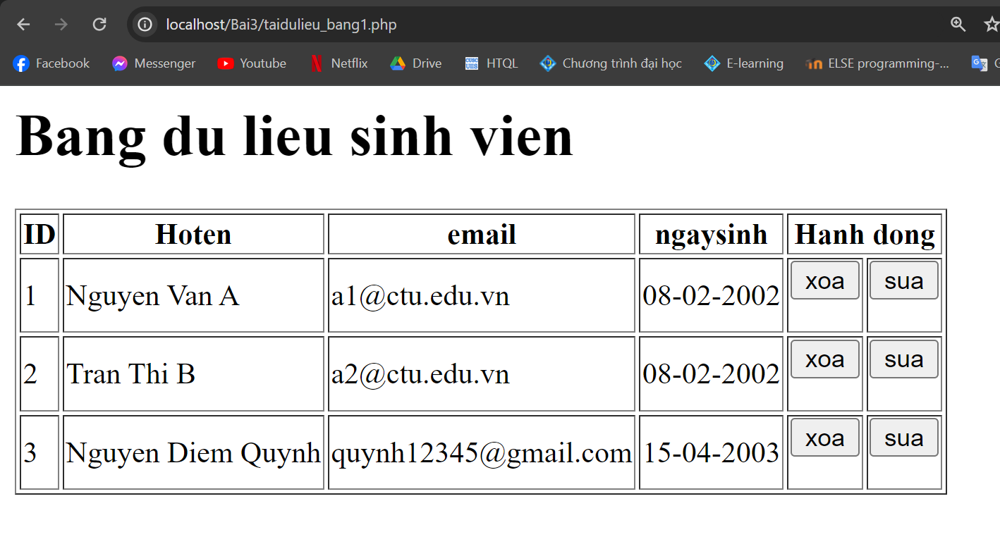 localhost/Bai3/taidulieu_bang1.php
Facebook Messenger Youtube Netflix Drive CUSC UIIS HTQL Chương trình đại học E-learning ELSE programming-... G
Bang du lieu sinh vien
ID Hoten email ngaysinh Hanh dong
1 Nguyen Van A a1@ctu.edu.vn 08-02-2002 xoa sua
2 Tran Thi B a2@ctu.edu.vn 08-02-2002 xoa sua
3 Nguyen Diem Quynh quynh12345@gmail.com 15-04-2003 xoa sua